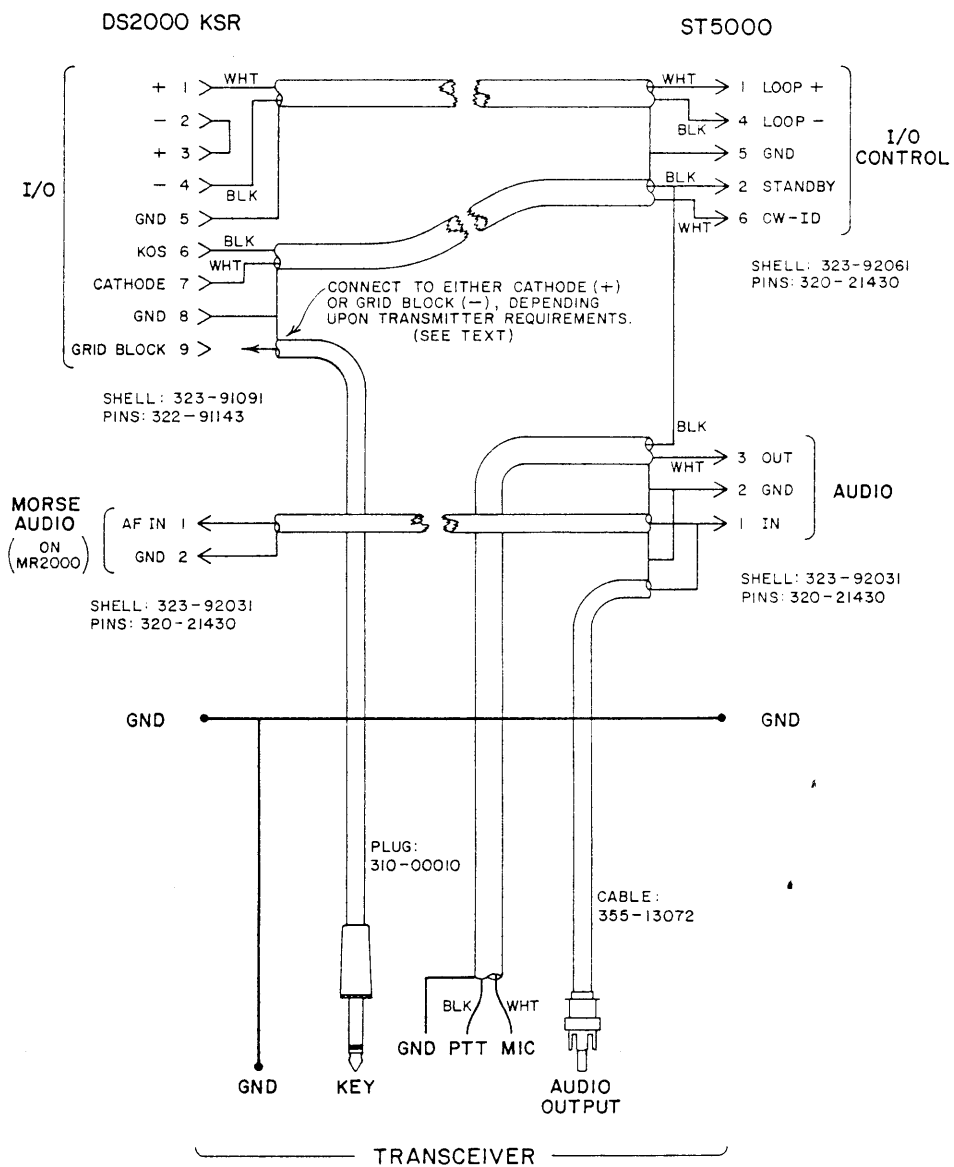 DS2000 KSR
ST5000
I/O
+ 1
- 2
+ 3
- 4
GND 5
KOS 6
CATHODE 7
GND 8
GRID BLOCK 9
WHT
BLK
BLK
WHT
SHELL: 323-91091
PINS: 322-91143
WHT
BLK
BLK
WHT
1 LOOP +
4 LOOP -
5 GND
2 STANDBY
6 CW-ID
I/O
CONTROL
SHELL: 323-92061
PINS: 320-21430
CONNECT TO EITHER CATHODE (+)
OR GRID BLOCK (-), DEPENDING
UPON TRANSMITTER REQUIREMENTS.
(SEE TEXT)
BLK
WHT
3 OUT
2 GND
1 IN
AUDIO
SHELL: 323-92031
PINS: 320-21430
MORSE
AUDIO
(ON
MR2000)
AF IN 1
GND 2
SHELL: 323-92031
PINS: 320-21430
GND
GND
PLUG:
310-00010
CABLE:
355-13072
BLK
WHT
GND PTT MIC
GND
KEY
AUDIO
OUTPUT
TRANSCEIVER